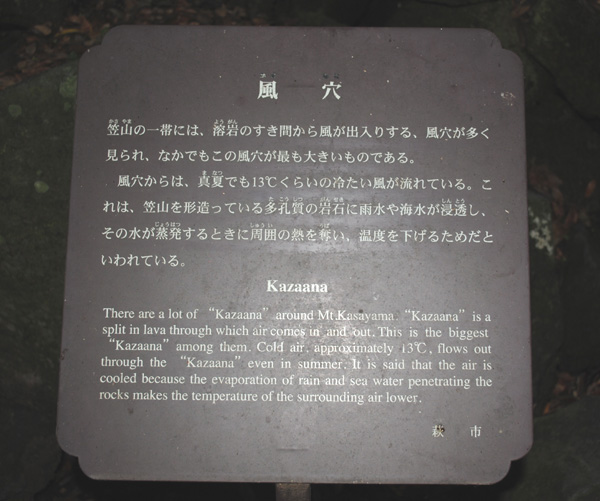 風穴
笠山の一帯には、溶岩のすき間から風が出入りする、風穴が多く
見られ、なかでもこの風穴が最も大きいものである。
風穴からは、真夏でも13℃くらいの冷たい風が流れている。こ
れは、笠山を形造っている多孔質の岩石に雨水や海水が浸透し、
その水が蒸発するときに周囲の熱を奪い、温度を下げるためだと
いわれている。
Kazaana
There are a lot of “Kazaana” around Mt.Kasayama. “Kazaana” is a
split in lava through which air comes in and out. This is the biggest
“Kazaana” among them. Cold air, approximately 13℃, flows out
through the “Kazaana” even in summer. It is said that the air is
cooled because the evaporation of rain and sea water penetrating the
rocks makes the temperature of the surrounding air lower.
萩市